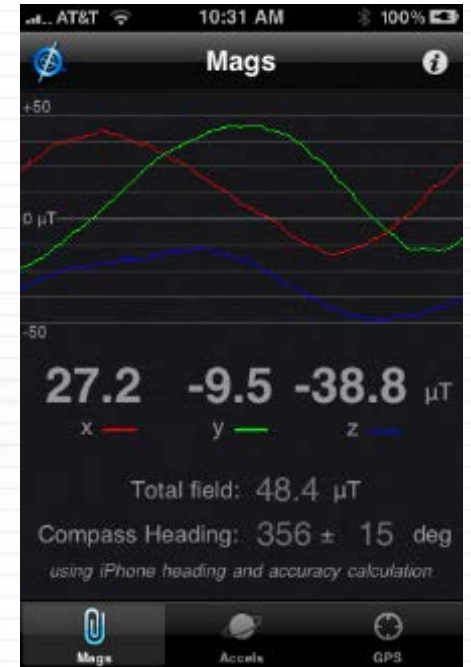 AT&T 10:31 AM 100%
Mags
+50
0 μT
-50
27.2 -9.5 -38.8 μT
x y z
Total field: 48.4 μT
Compass Heading: 356 ± 15 deg
using iPhone heading and accuracy calculation
Mags Accels GPS